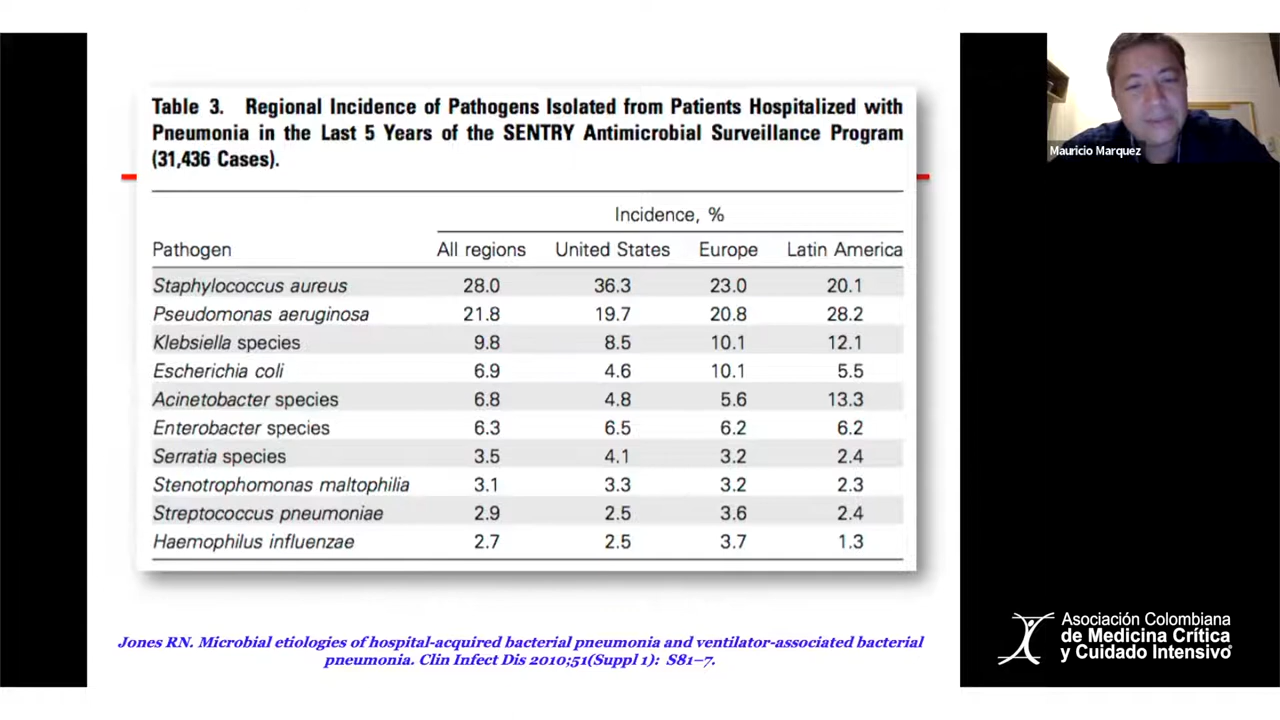 Table 3. Regional Incidence of Pathogens Isolated from Patients Hospitalized with
Pneumonia in the Last 5 Years of the SENTRY Antimicrobial Surveillance Program
(31,436 Cases).
Incidence, %
Pathogen All regions United States Europe Latin America
Staphylococcus aureus 28.0 36.3 23.0 20.1
Pseudomonas aeruginosa 21.8 19.7 20.8 28.2
Klebsiella species 9.8 8.5 10.1 12.1
Escherichia coli 6.9 4.6 10.1 5.5
Acinetobacter species 6.8 4.8 5.6 13.3
Enterobacter species 6.3 6.5 6.2 6.2
Serratia species 3.5 4.1 3.2 2.4
Stenotrophomonas maltophilia 3.1 3.3 3.2 2.3
Streptococcus pneumoniae 2.9 2.5 3.6 2.4
Haemophilus influenzae 2.7 2.5 3.7 1.3
Jones RN. Microbial etiologies of hospital-acquired bacterial pneumonia and ventilator-associated bacterial
pneumonia. Clin Infect Dis 2010;51(Suppl 1): S81–7.
Mauricio Marquez
Asociación Colombiana
de Medicina Crítica
y Cuidado Intensivo